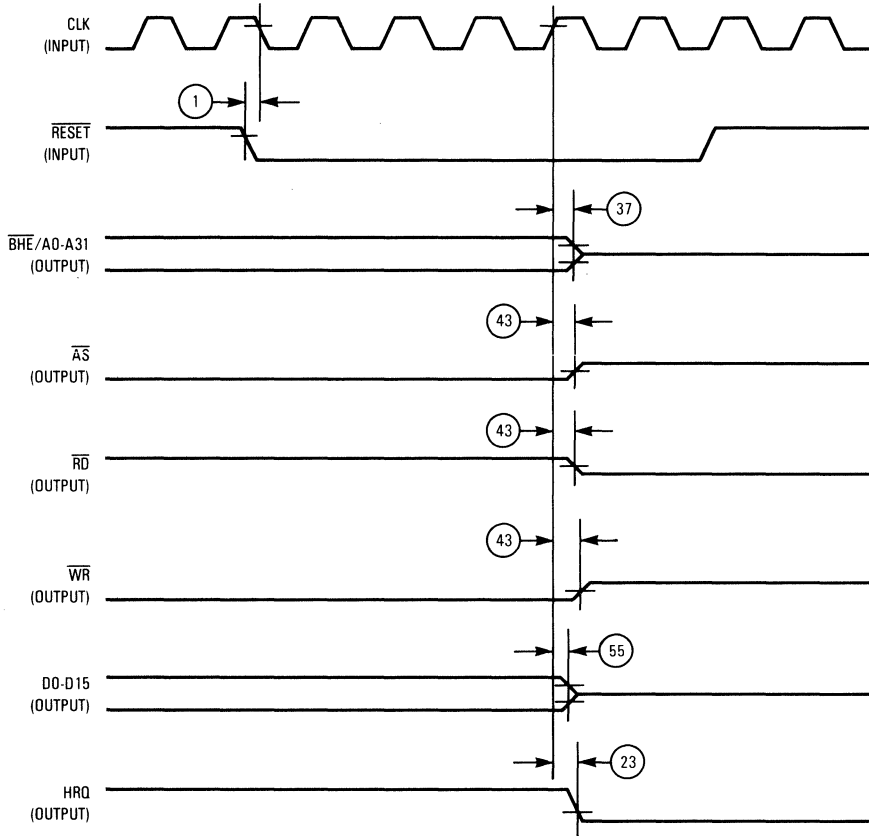 CLK
(INPUT)
1
RESET
(INPUT)
37
BHE/A0-A31
(OUTPUT)
43
AS
(OUTPUT)
43
RD
(OUTPUT)
43
WR
(OUTPUT)
55
D0-D15
(OUTPUT)
23
HRQ
(OUTPUT)